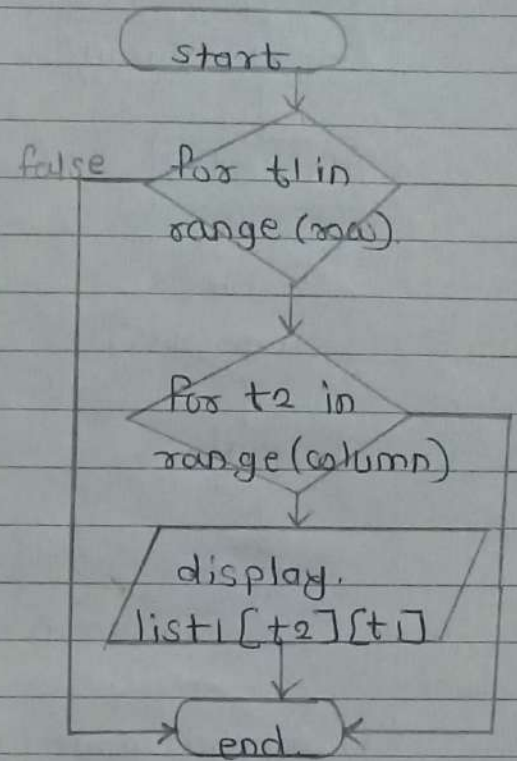 start
false
for t1 in
range (row)
for t2 in
range (column)
display.
list1[t2][t1]
end.